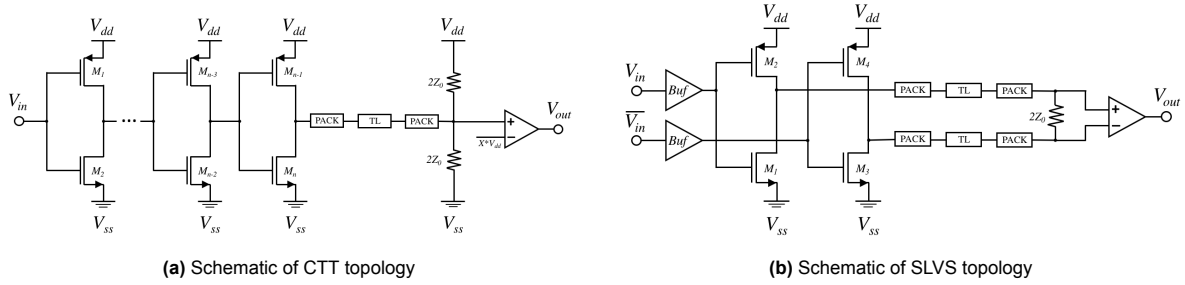 V_dd V_dd V_dd V_dd
M_1 M_n-3 M_n-1
2Z_0
V_in
...
PACK TL PACK
V_out
+
−
X*V_dd
M_2 M_n-2 M_n
2Z_0
V_ss V_ss V_ss V_ss
(a) Schematic of CTT topology
V_dd V_dd
M_2 M_4
V_in
Buf
PACK TL PACK
V_in
Buf
2Z_0
+
−
V_out
PACK TL PACK
M_1 M_3
V_ss V_ss
(b) Schematic of SLVS topology